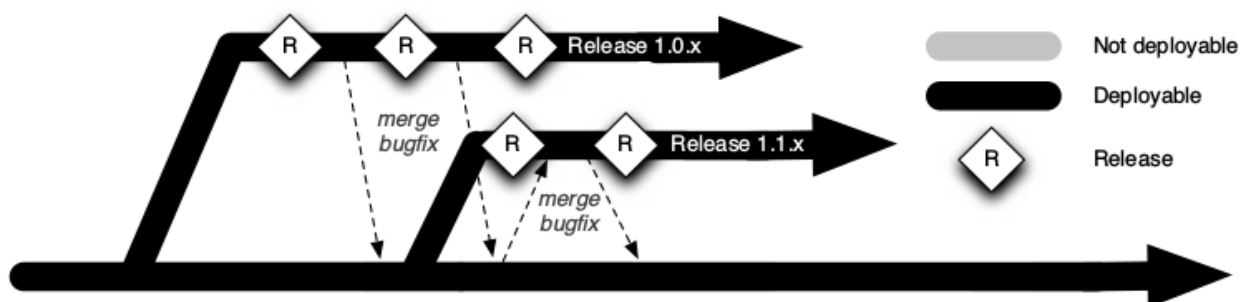 R
R
R
Release 1.0.x
Not deployable
Deployable
merge
bugfix
R
R
Release 1.1.x
R
Release
merge
bugfix